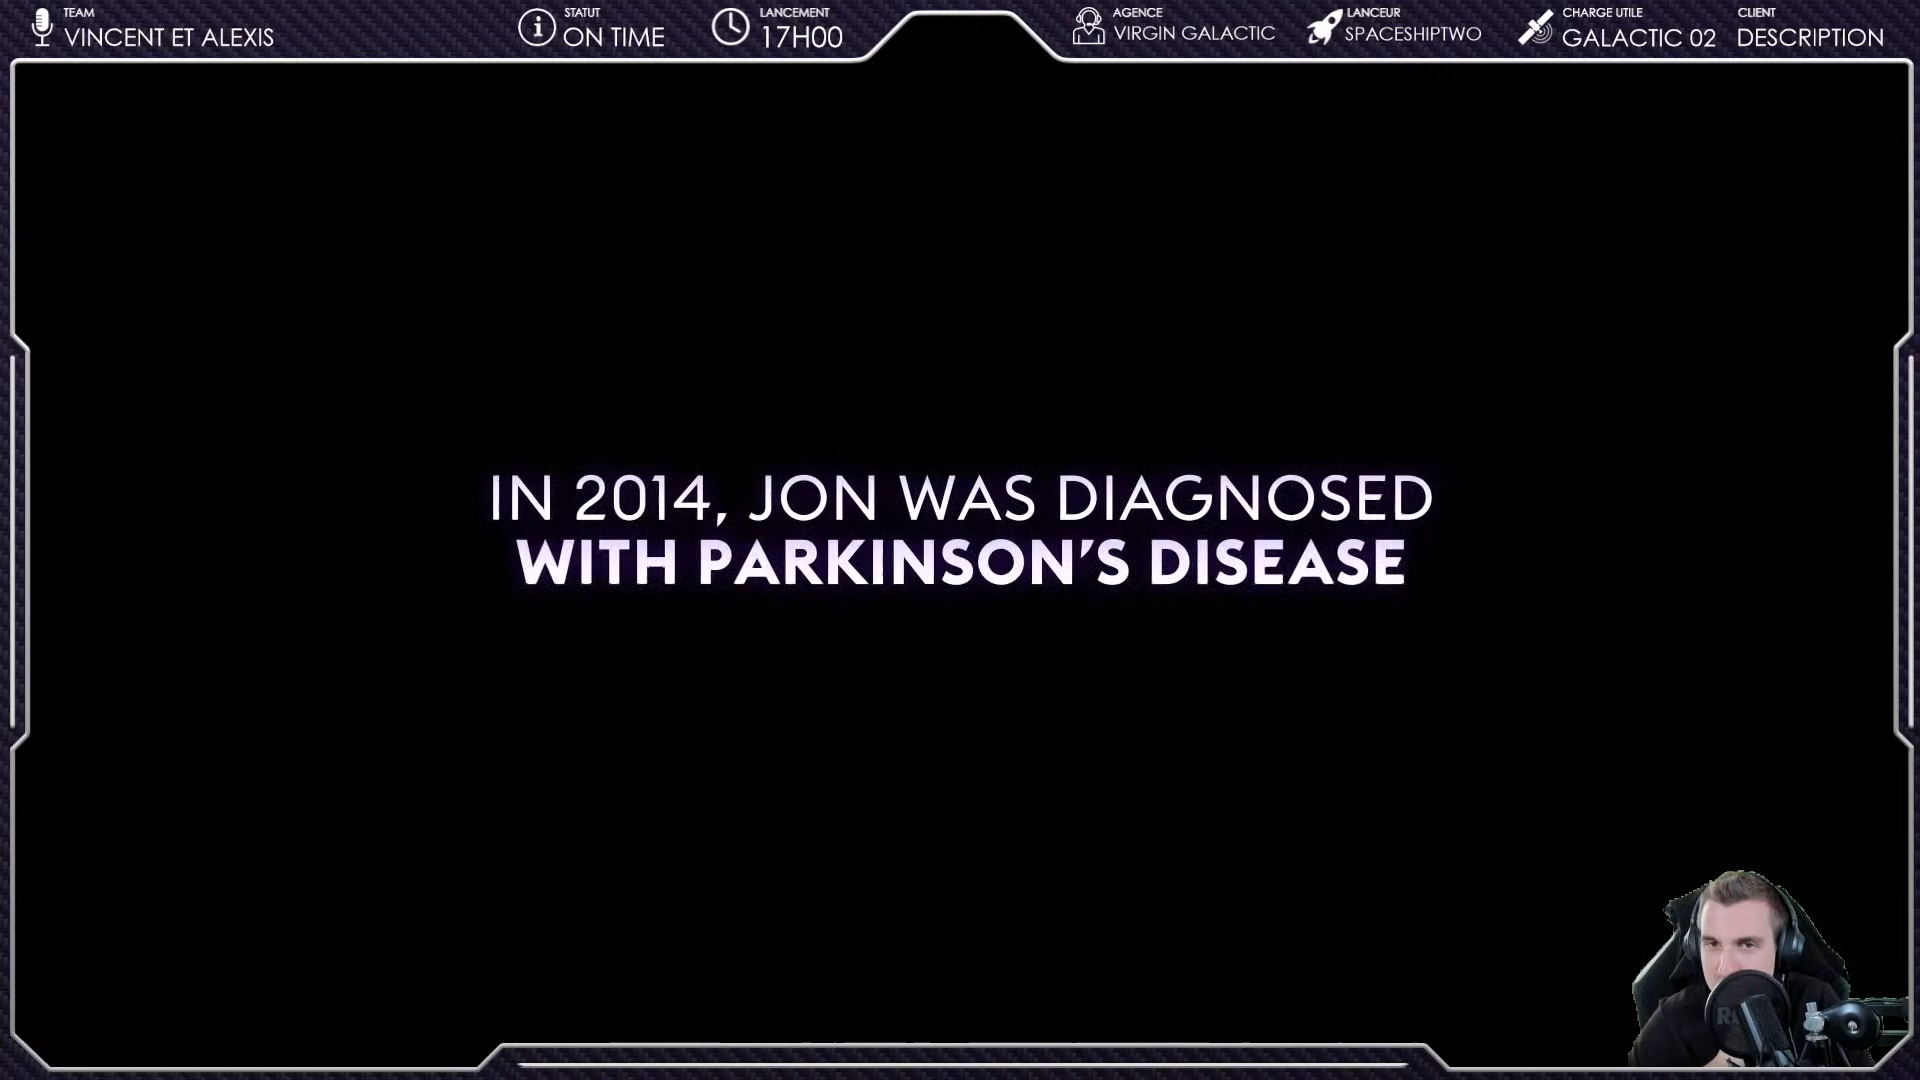 TEAM
VINCENT ET ALEXIS
STATUT
ON TIME
LANCEMENT
17H00
AGENCE
VIRGIN GALACTIC
LANCEUR
SPACESHIPTWO
CHARGE UTILE
GALACTIC 02
CLIENT
DESCRIPTION
IN 2014, JON WAS DIAGNOSED
WITH PARKINSON'S DISEASE